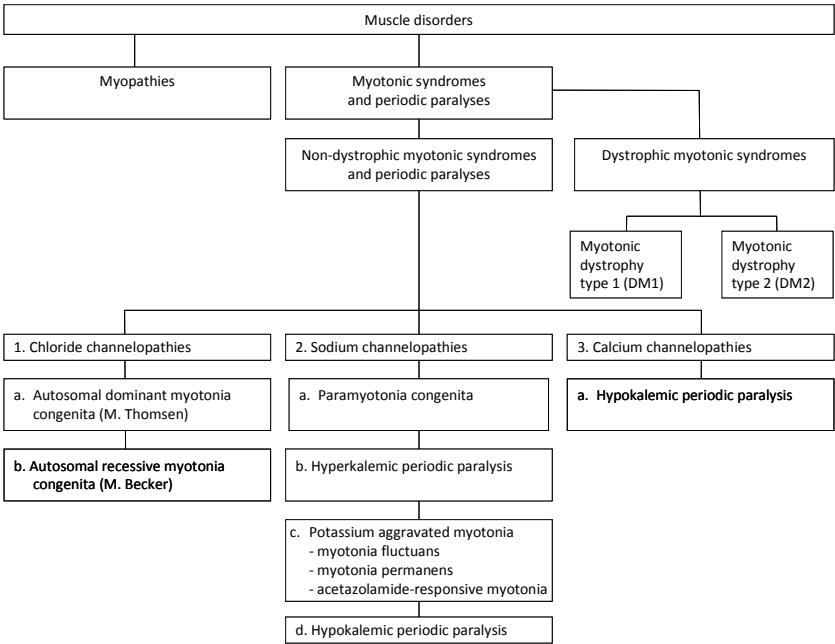 Muscle disorders
Myopathies
Myotonic syndromes
and periodic paralyses
Non-dystrophic myotonic syndromes
and periodic paralyses
Dystrophic myotonic syndromes
Myotonic
dystrophy
type 1 (DM1)
Myotonic
dystrophy
type 2 (DM2)
1. Chloride channelopathies
a. Autosomal dominant myotonia
congenita (M. Thomsen)
b. Autosomal recessive myotonia
congenita (M. Becker)
2. Sodium channelopathies
a. Paramyotonia congenita
b. Hyperkalemic periodic paralysis
c. Potassium aggravated myotonia
- myotonia fluctuans
- myotonia permanens
- acetazolamide-responsive myotonia
d. Hypokalemic periodic paralysis
3. Calcium channelopathies
a. Hypokalemic periodic paralysis